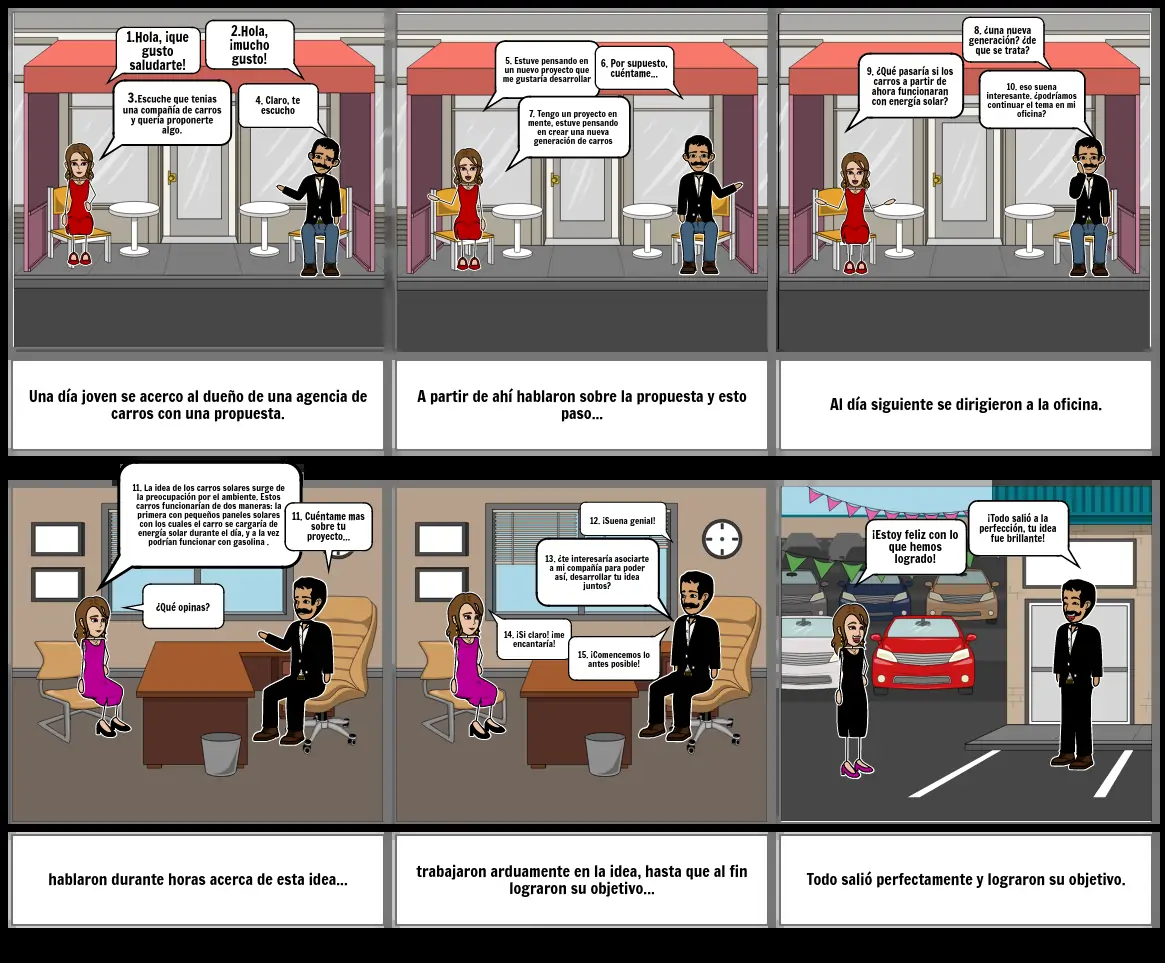 1.Hola, ¡que
gusto
saludarte!
2.Hola,
¡mucho
gusto!
3.Escuche que tenias
una compañía de carros
y quería proponerte
algo.
4. Claro, te
escucho
Una día joven se acerco al dueño de una agencia de
carros con una propuesta.
5. Estuve pensando en
un nuevo proyecto que
me gustaría desarrollar
6. Por supuesto,
cuéntame...
7. Tengo un proyecto en
mente, estuve pensando
en crear una nueva
generación de carros
A partir de ahí hablaron sobre la propuesta y esto
paso...
8. ¿una nueva
generación? ¿de
que se trata?
9. ¿Qué pasaría si los
carros a partir de
ahora funcionaran
con energía solar?
10. eso suena
interesante. ¿podríamos
continuar el tema en mi
oficina?
Al día siguiente se dirigieron a la oficina.
11. La idea de los carros solares surge de
la preocupación por el ambiente. Estos
carros funcionarían de dos maneras: la
primera con pequeños paneles solares
con los cuales el carro se cargaría de
energía solar durante el día, y a la vez
podrían funcionar con gasolina .
11, Cuéntame mas
sobre tu
proyecto...
¿Qué opinas?
hablaron durante horas acerca de esta idea...
12. ¡Suena genial!
13. ¿te interesaría asociarte
a mi compañía para poder
así, desarrollar tu idea
juntos?
14. ¡Si claro! ¡me
encantaría!
15. ¡Comencemos lo
antes posible!
trabajaron arduamente en la idea, hasta que al fin
lograron su objetivo...
¡Estoy feliz con lo
que hemos
logrado!
¡Todo salió a la
perfección, tu idea
fue brillante!
Todo salió perfectamente y lograron su objetivo.